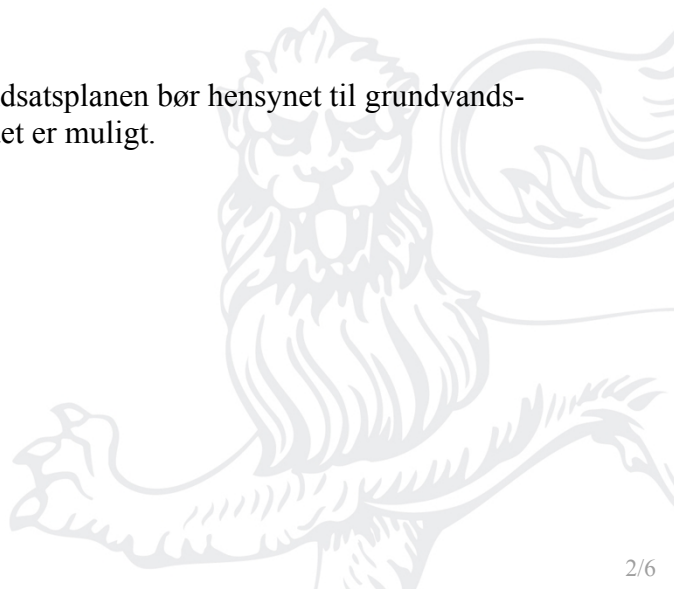 dsatsplanen bør hensynet til grundvands-
et er muligt.
2/6